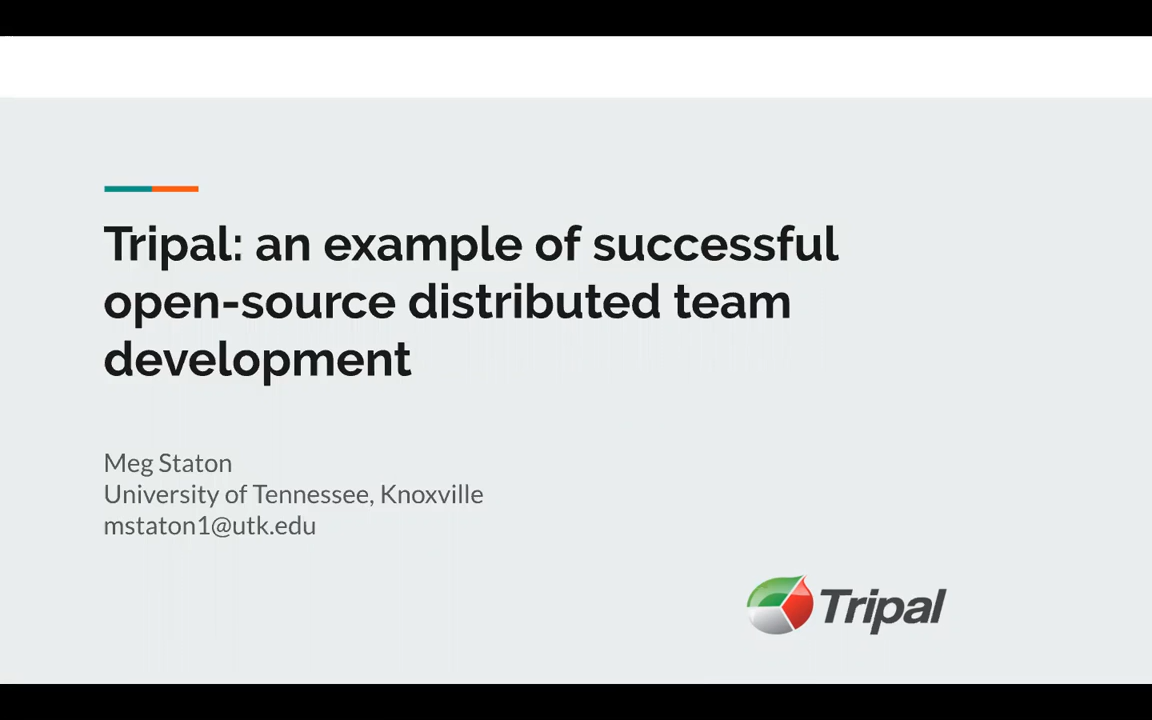 Tripal: an example of successful
open-source distributed team
development
Meg Staton
University of Tennessee, Knoxville
mstaton1@utk.edu
Tripal